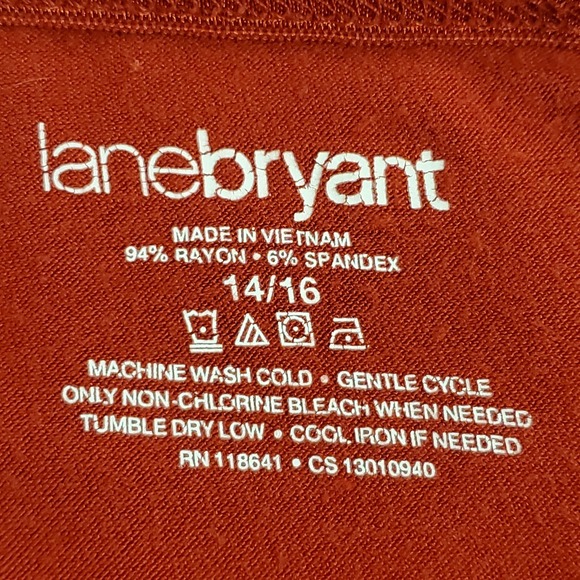 lanebryant
MADE IN VIETNAM
94% RAYON • 6% SPANDEX
14/16
MACHINE WASH COLD • GENTLE CYCLE
ONLY NON-CHLORINE BLEACH WHEN NEEDED
TUMBLE DRY LOW • COOL IRON IF NEEDED
RN 118641 • CS 13010940